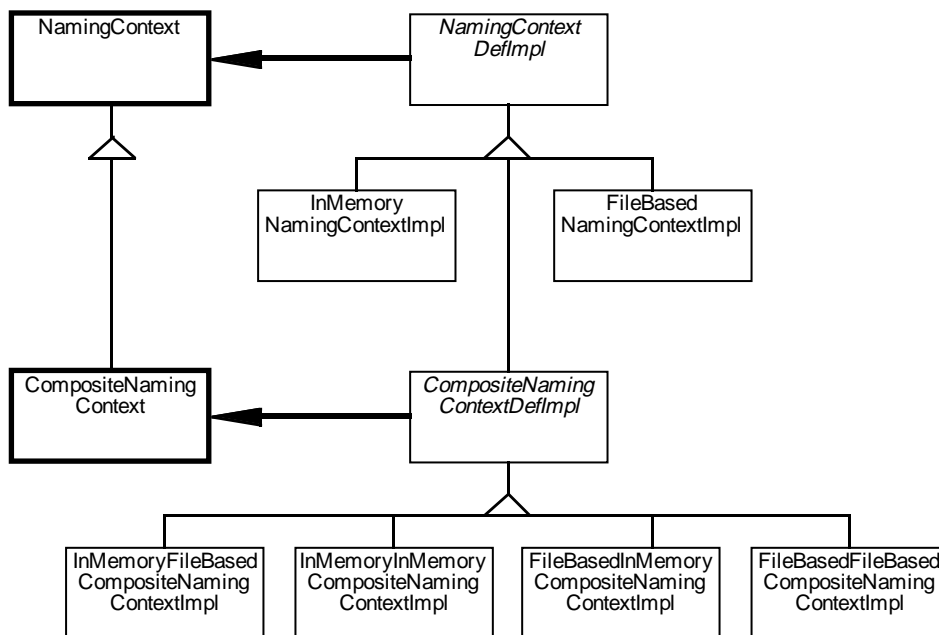 NamingContext
NamingContext
DefImpl
InMemory
NamingContextImpl
FileBased
NamingContextImpl
CompositeNaming
Context
CompositeNaming
ContextDefImpl
InMemoryFileBased
CompositeNaming
ContextImpl
InMemoryInMemory
CompositeNaming
ContextImpl
FileBasedInMemory
CompositeNaming
ContextImpl
FileBasedFileBased
CompositeNaming
ContextImpl